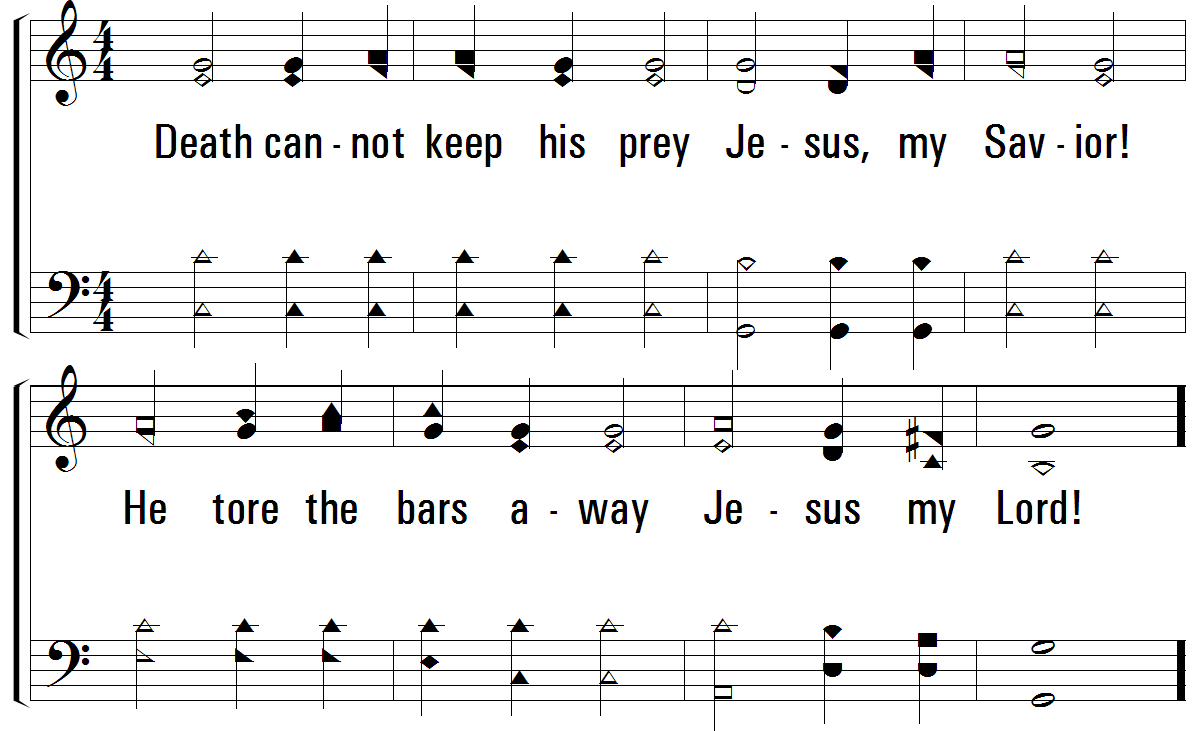 Death can - not keep his prey Je - sus, my Sav - ior!
He tore the bars a - way Je - sus my Lord!